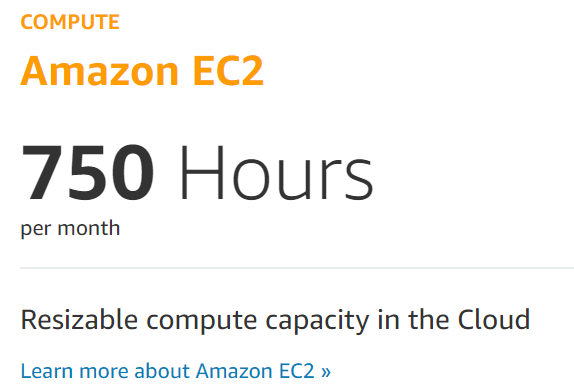 COMPUTE
Amazon EC2
750 Hours
per month
Resizable compute capacity in the Cloud
Learn more about Amazon EC2 »